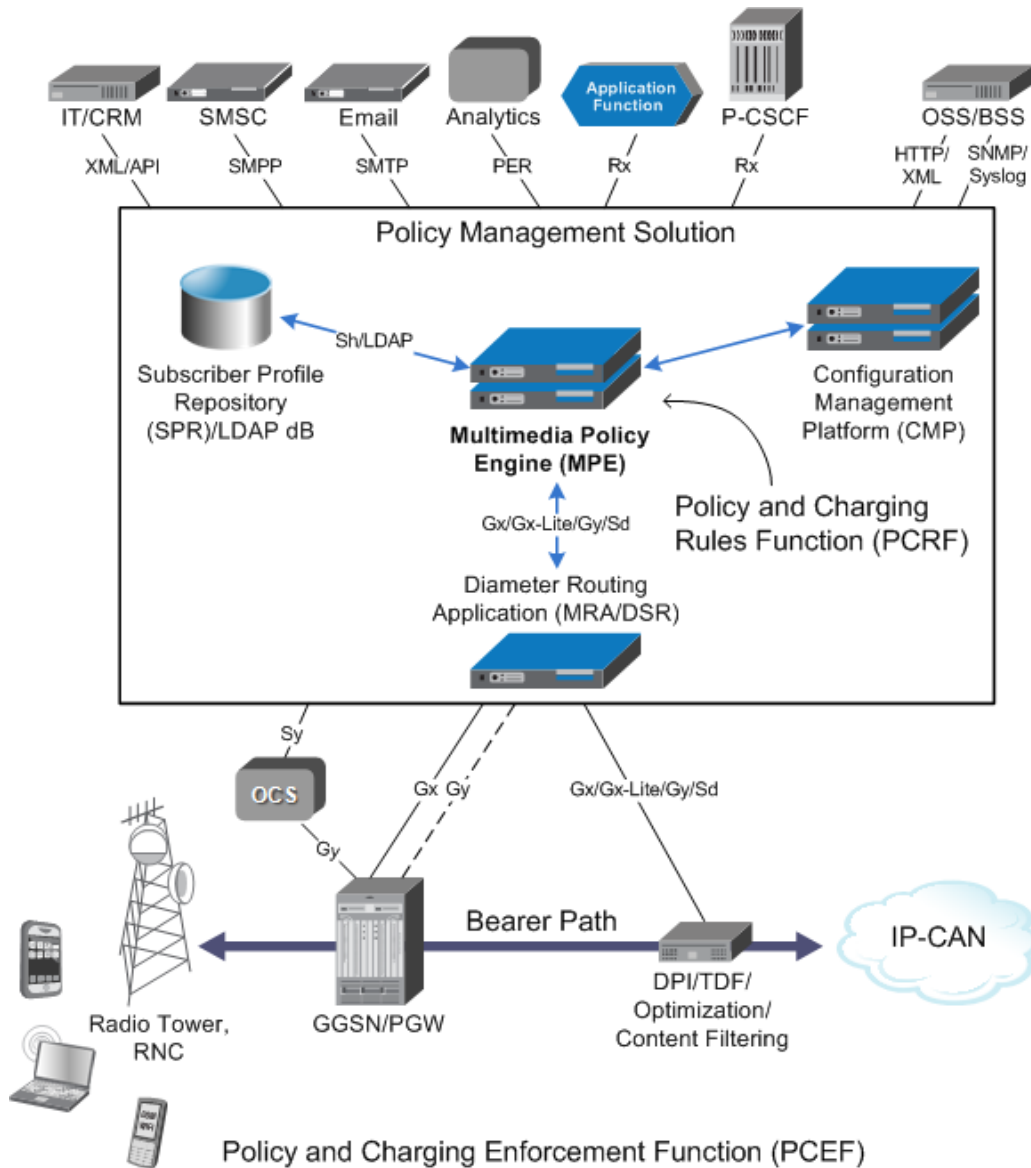 Application
Function
IT/CRM
SMSC
Email
Analytics
P-CSCF
OSS/BSS
XML/API
SMPP
SMTP
PER
Rx
Rx
HTTP/
XML
SNMP/
Syslog
Policy Management Solution
Sh/LDAP
Subscriber Profile
Repository
(SPR)/LDAP dB
Multimedia Policy
Engine (MPE)
Configuration
Management
Platform (CMP)
Policy and Charging
Rules Function (PCRF)
Gx/Gx-Lite/Gy/Sd
Diameter Routing
Application (MRA/DSR)
Sy
OCS
Gy
Gx
Gy
Gx/Gx-Lite/Gy/Sd
Bearer Path
IP-CAN
Radio Tower,
RNC
GGSN/PGW
DPI/TDF/
Optimization/
Content Filtering
Policy and Charging Enforcement Function (PCEF)